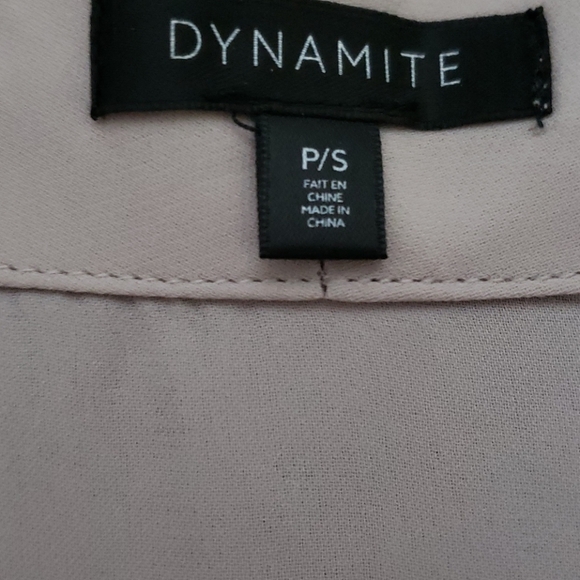 DYNAMITE
P/S
FAIT EN
CHINE
MADE IN
CHINA